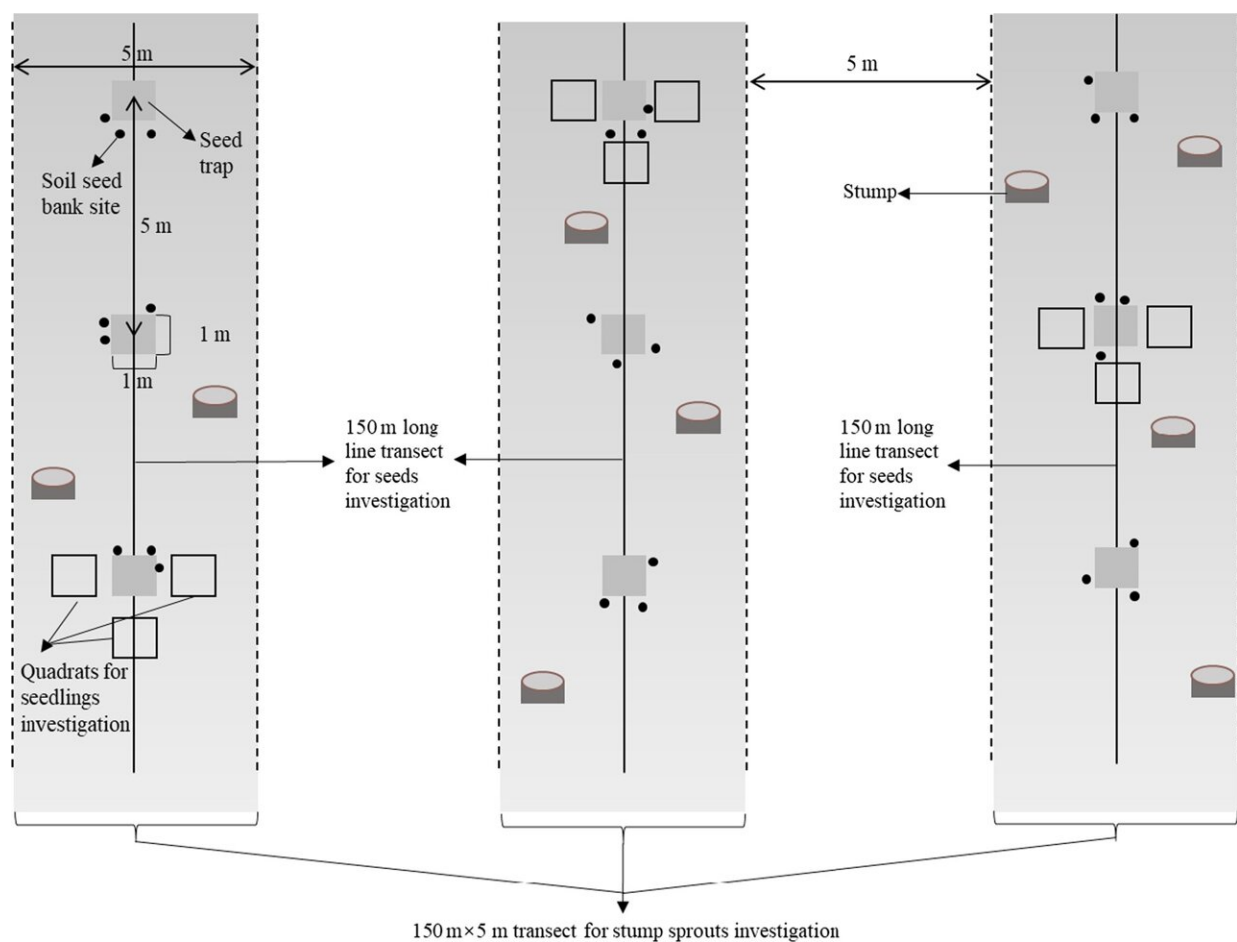 5 m
5 m
Seed
trap
Soil seed
bank site
Stump
5 m
1 m
1 m
150 m long
line transect
for seeds
investigation
150 m long
line transect
for seeds
investigation
Quadrats for
seedlings
investigation
150 m×5 m transect for stump sprouts investigation